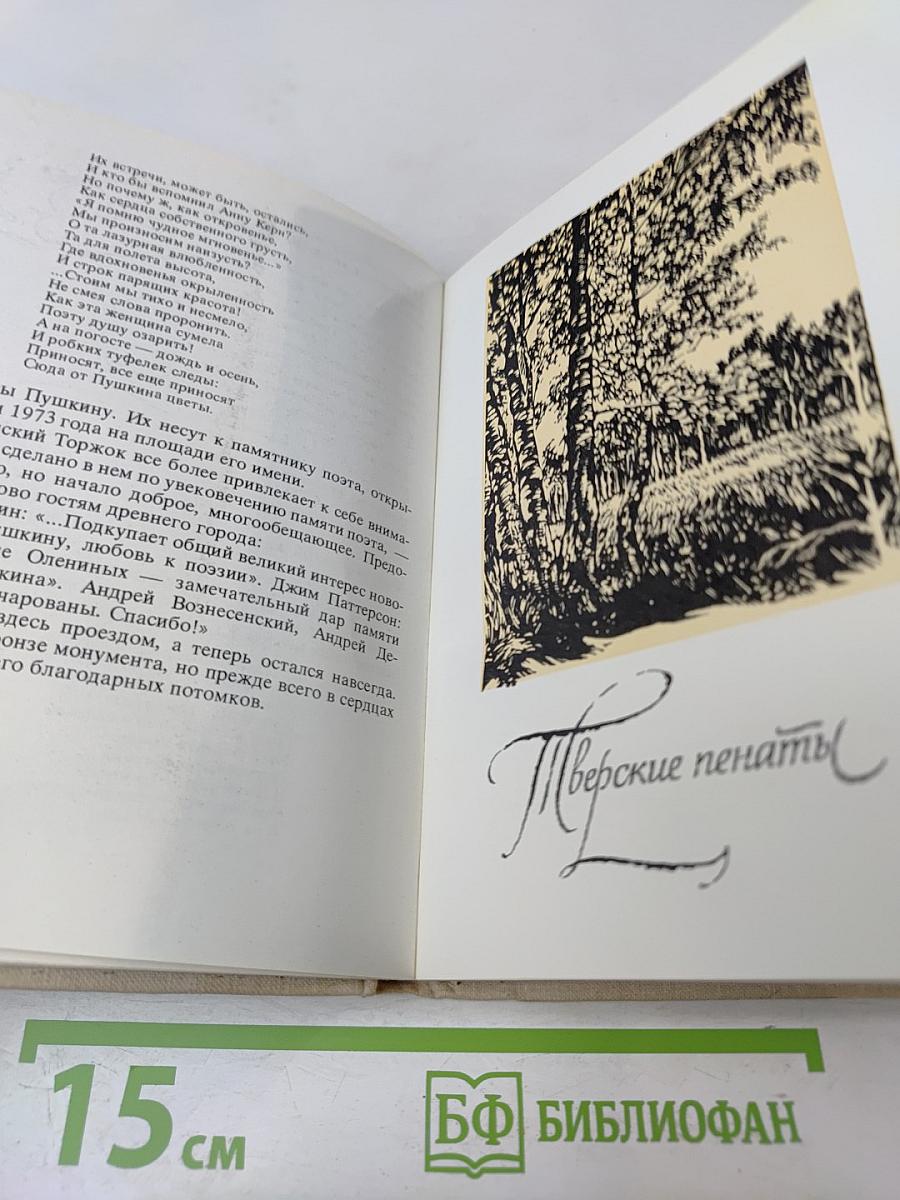 Их встречи, может быть, остались,
И кто бы вспомнил Анну Керн?
Но почему ж, как откровенье,
Как сердца собственного грусть,
«Я помню чудное мгновенье...»
Мы произносим наизусть?
О та лазурная влюбленность,
Та для полета высота,
Где вдохновенья окрыленность
И строк парящих красота!
...Стоим мы тихо и несмело,
Не смея слова проронить,
Как эта женщина сумела
Поэту душу озарить!
А на погосте — дождь и осень,
И робких туфелек следы:
Приносят, все еще приносят
Сюда от Пушкина цветы.
ы Пушкину. Их несут к памятнику поэта, откры-
1973 года на площади его имени.
ский Торжок все более привлекает к себе внима-
сделано в нем по увековечению памяти поэта, —
о, но начало доброе, многообещающее. Предо-
ово гостям древнего города:
ин: «...Подкупает общий великий интерес ново-
шкину, любовь к поэзии». Джим Паттерсон:
е Олениных — замечательный дар памяти
кина». Андрей Вознесенский, Андрей Де-
чарованы. Спасибо!»
здесь проездом, а теперь остался навсегда.
ронзе монумента, но прежде всего в сердцах
его благодарных потомков.
Тверские пенаты
15 см
БФ БИБЛИОФАН